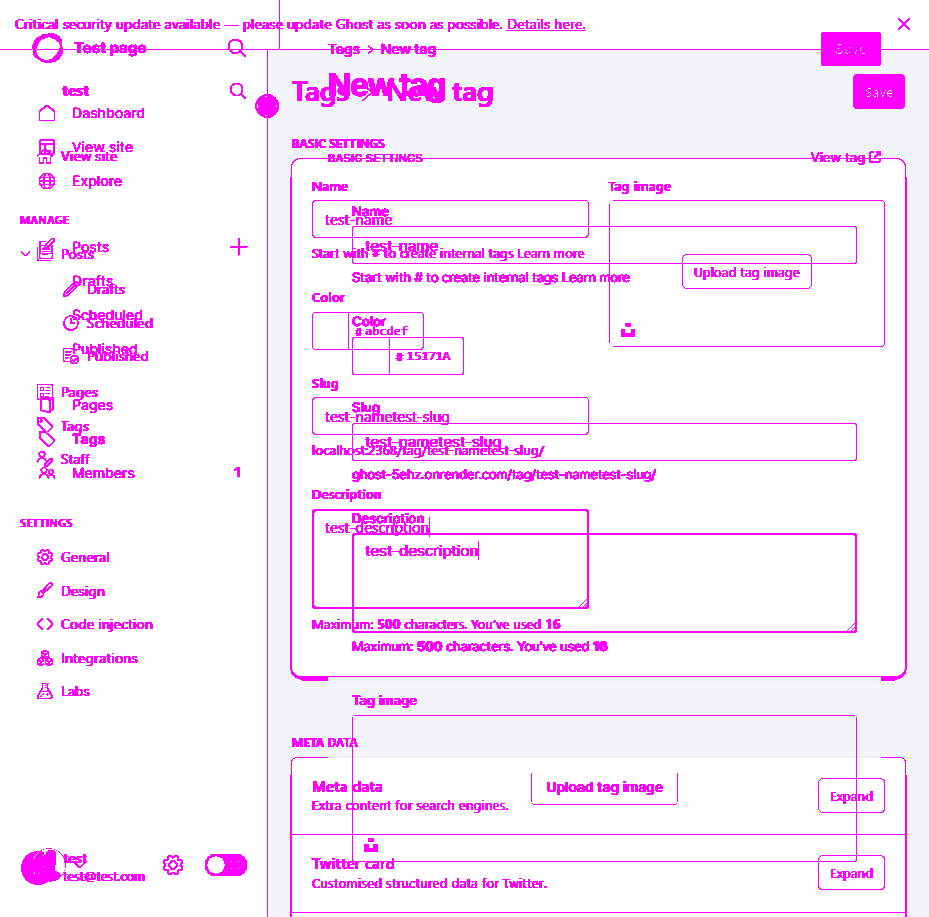 Critical security update available — please update Ghost as soon as possible. Details here.
Test page
Tags > New tag
Save
New tag
Tags > New tag
Save
test
Dashboard
View site
View site
Explore
BASIC SETTINGS
BASIC SETTINGS
View tag
Name
Tag image
Name
test-name
test-name
Start with # to create internal tags Learn more
Upload tag image
Start with # to create internal tags Learn more
Color
Color
# abcdef
# 15171A
Slug
Slug
test-nametest-slug
test-nametest-slug
localhost:2368/tag/test-nametest-slug/
ghost-5ehz.onrender.com/tag/test-nametest-slug/
Description
Description
test-description
test-description
Maximum: 500 characters. You've used 16
Maximum: 500 characters. You've used 16
Tag image
Upload tag image
MANAGE
Posts
Posts
Drafts
Drafts
Scheduled
Scheduled
Published
Published
Pages
Pages
Tags
Tags
Staff
Members 1
SETTINGS
General
Design
Code injection
Integrations
Labs
META DATA
Meta data
Extra content for search engines.
Expand
Twitter card
Customised structured data for Twitter.
Expand
test
test@test.com